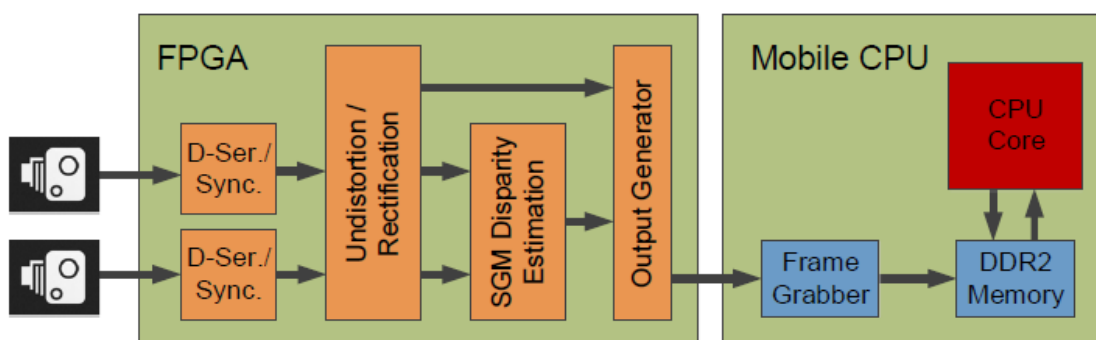 FPGA
D-Ser./
Sync.
D-Ser./
Sync.
Undistortion /
Rectification
SGM Disparity
Estimation
Output Generator
Mobile CPU
CPU
Core
Frame
Grabber
DDR2
Memory